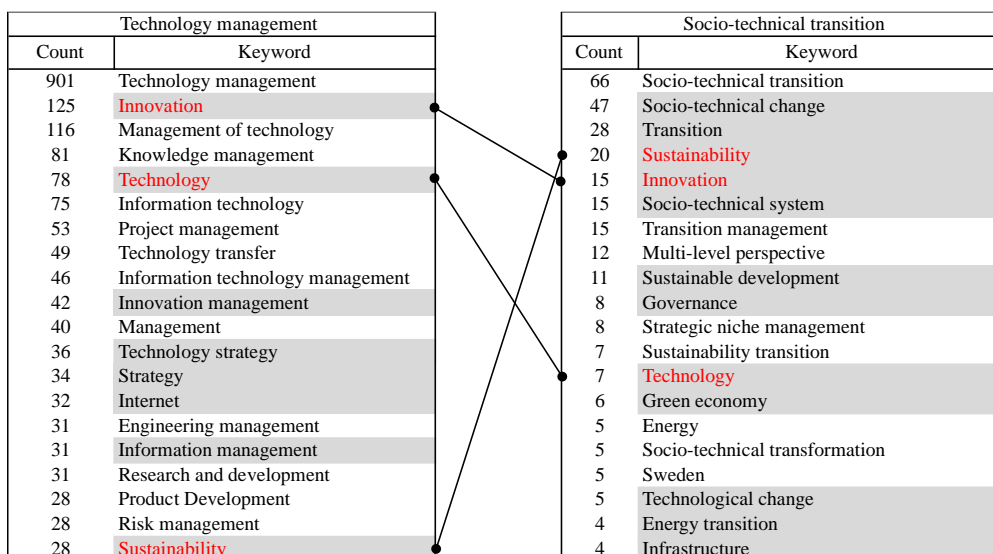 Technology management
Count Keyword
901 Technology management
125 Innovation
116 Management of technology
81 Knowledge management
78 Technology
75 Information technology
53 Project management
49 Technology transfer
46 Information technology management
42 Innovation management
40 Management
36 Technology strategy
34 Strategy
32 Internet
31 Engineering management
31 Information management
31 Research and development
28 Product Development
28 Risk management
28 Sustainability
Socio-technical transition
Count Keyword
66 Socio-technical transition
47 Socio-technical change
28 Transition
20 Sustainability
15 Innovation
15 Socio-technical system
15 Transition management
12 Multi-level perspective
11 Sustainable development
8 Governance
8 Strategic niche management
7 Sustainability transition
7 Technology
6 Green economy
5 Energy
5 Socio-technical transformation
5 Sweden
5 Technological change
4 Energy transition
4 Infrastructure